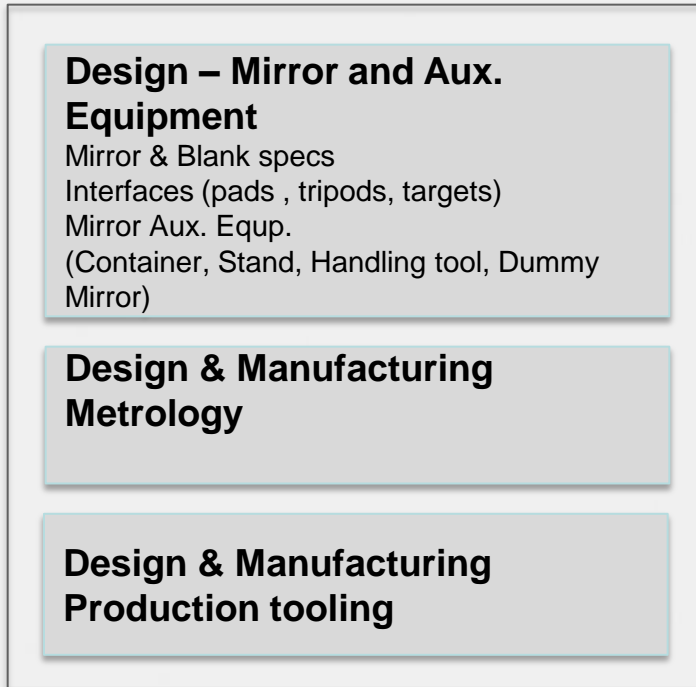 Design – Mirror and Aux.
Equipment
Mirror & Blank specs
Interfaces (pads , tripods, targets)
Mirror Aux. Equp.
(Container, Stand, Handling tool, Dummy
Mirror)
Design & Manufacturing
Metrology
Design & Manufacturing
Production tooling